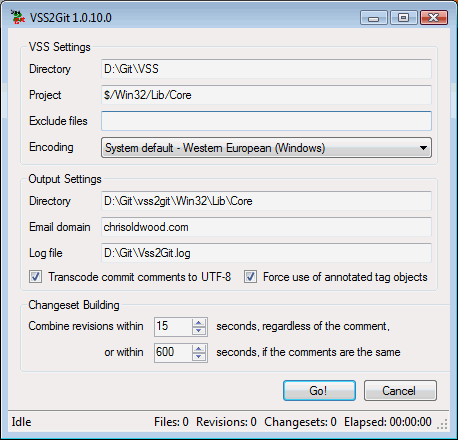 VSS2Git 1.0.10.0
VSS Settings
Directory D:\Git\VSS
Project $/Win32/Lib/Core
Exclude files
Encoding System default - Western European (Windows)
Output Settings
Directory D:\Git\vss2git\Win32\Lib\Core
Email domain chrisoldwood.com
Log file D:\Git\Vss2Git.log
Transcode commit comments to UTF-8 Force use of annotated tag objects
Changeset Building
Combine revisions within 15 seconds, regardless of the comment,
or within 600 seconds, if the comments are the same
Go! Cancel
Idle Files: 0 Revisions: 0 Changesets: 0 Elapsed: 00:00:00